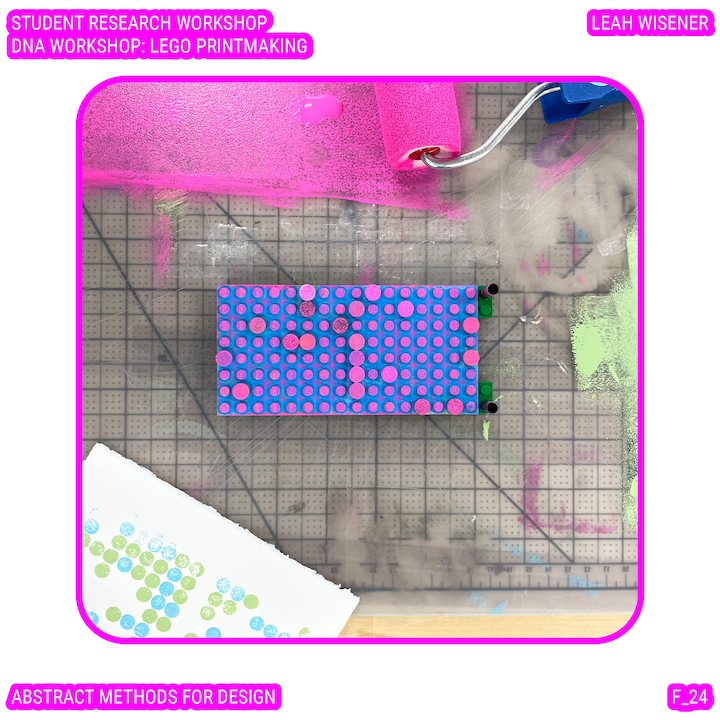 STUDENT RESEARCH WORKSHOP
LEAH WISENER
DNA WORKSHOP: LEGO PRINTMAKING
ABSTRACT METHODS FOR DESIGN
F_24